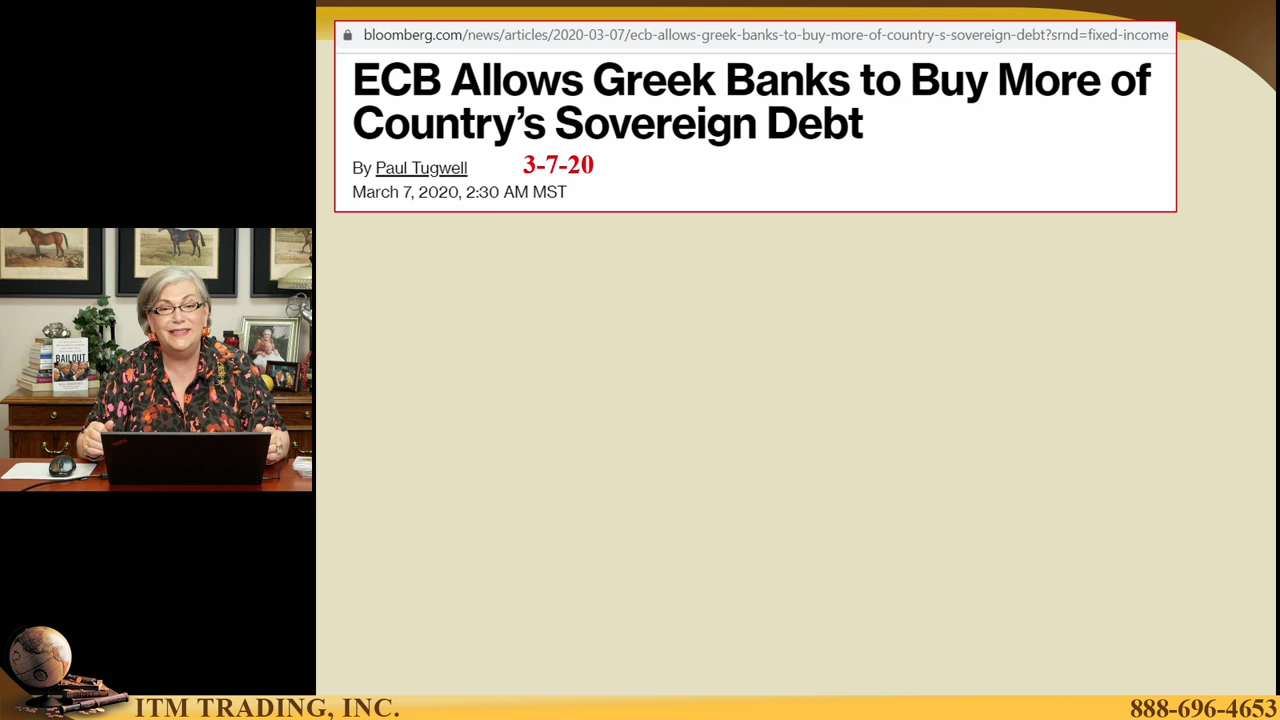 bloomberg.com/news/articles/2020-03-07/ecb-allows-greek-banks-to-buy-more-of-country-s-sovereign-debt?srnd=fixed-income
ECB Allows Greek Banks to Buy More of
Country's Sovereign Debt
By Paul Tugwell 3-7-20
March 7, 2020, 2:30 AM MST
BAILOUT
ITM TRADING, INC. 888-696-4653